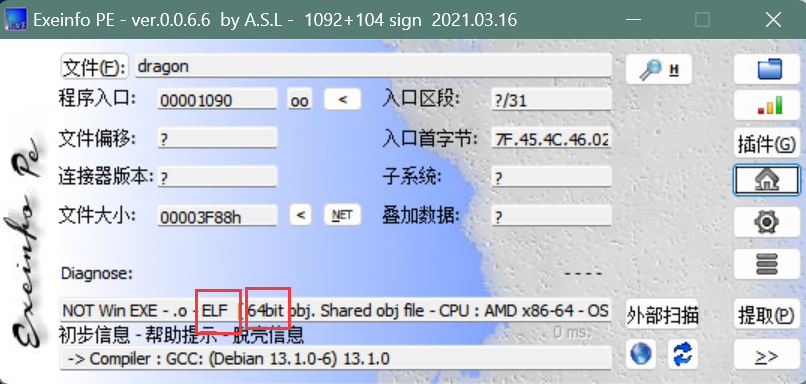 Exeinfo PE - ver.0.0.6.6 by A.S.L - 1092+104 sign 2021.03.16
文件(F): dragon H
程序入口: 00001090 oo < 入口区段: ?/31
文件偏移: ? 入口首字节: 7F.45.4C.46.02 插件(G)
连接器版本: ? 子系统: ?
文件大小: 00003F88h < NET 叠加数据: ?
Exeinfo Pe
Diagnose: ----
NOT Win EXE - .o - ELF [ 64bit obj. Shared obj file - CPU : AMD x86-64 - OS 外部扫描 提取(P)
初步信息 - 帮助提示 - 脱壳信息 0 ms.
-> Compiler : GCC: (Debian 13.1.0-6) 13.1.0 >>